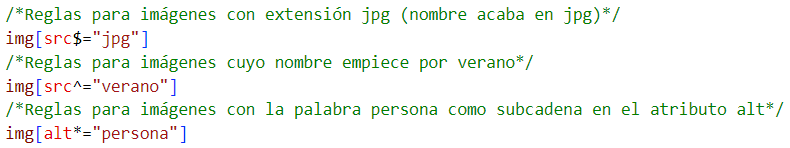 /*Reglas para imágenes con extensión jpg (nombre acaba en jpg)*/
img[src$="jpg"]
/*Reglas para imágenes cuyo nombre empiece por verano*/
img[src^="verano"]
/*Reglas para imágenes con la palabra persona como subcadena en el atributo alt*/
img[alt*="persona"]